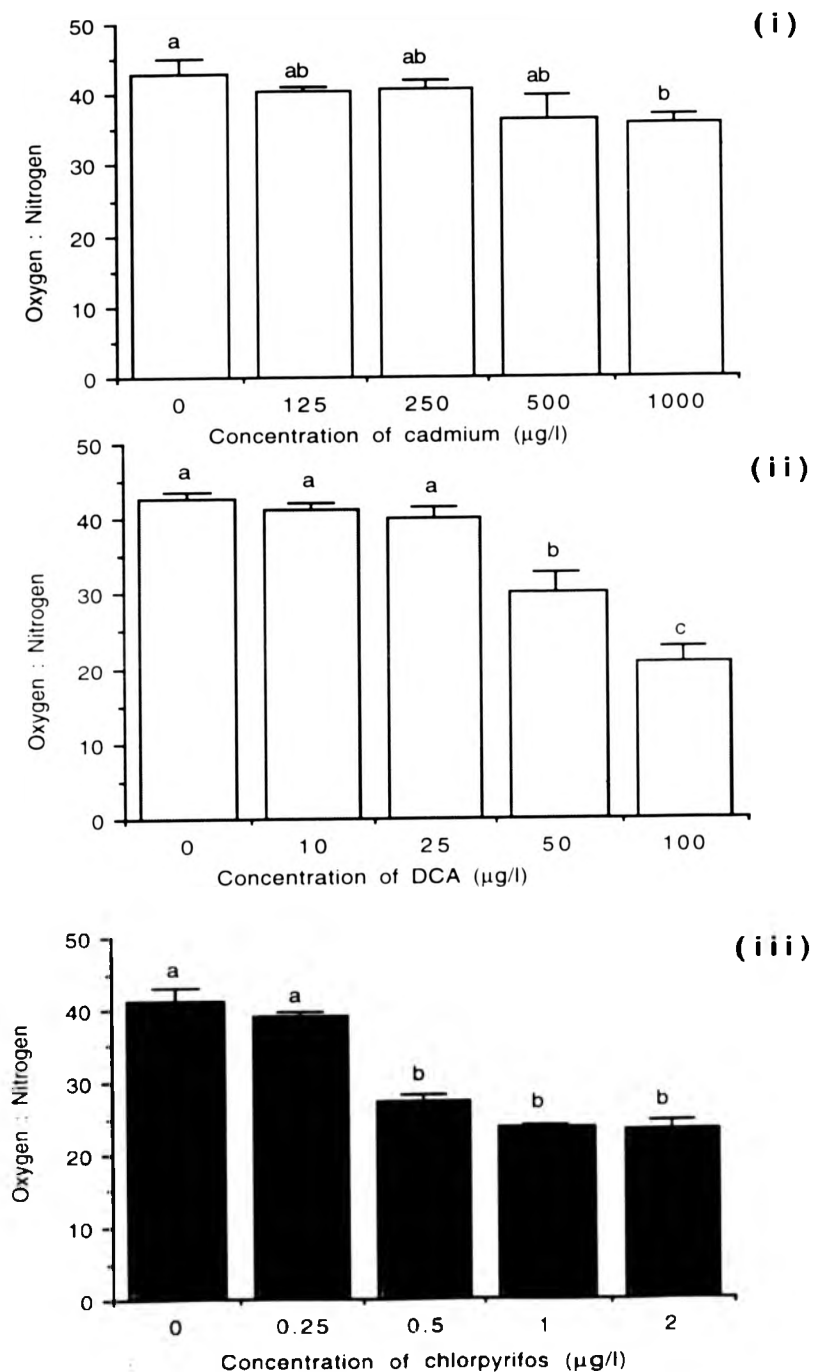 (i)
50
40
30
20
10
0
Oxygen : Nitrogen
a
ab
ab
ab
b
0 125 250 500 1000
Concentration of cadmium (µg/l)
(ii)
50
40
30
20
10
0
Oxygen : Nitrogen
a
a
a
b
c
0 10 25 50 100
Concentration of DCA (µg/l)
(iii)
50
40
30
20
10
0
Oxygen : Nitrogen
a
a
b
b
b
0 0.25 0.5 1 2
Concentration of chlorpyrifos (µg/l)